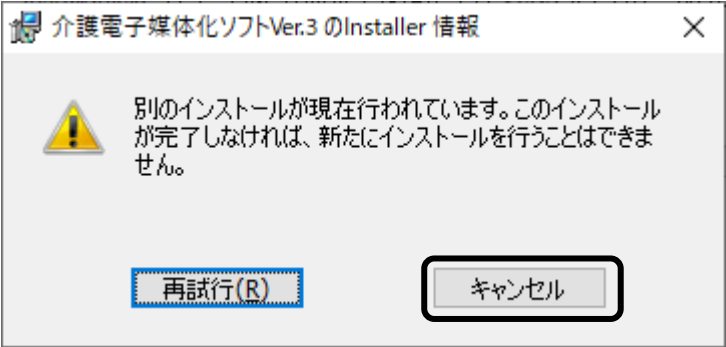 介護電子媒体化ソフトVer.3 のInstaller 情報
別のインストールが現在行われています。このインストール
が完了しなければ、新たにインストールを行うことはできま
せん。
再試行(R)
キャンセル